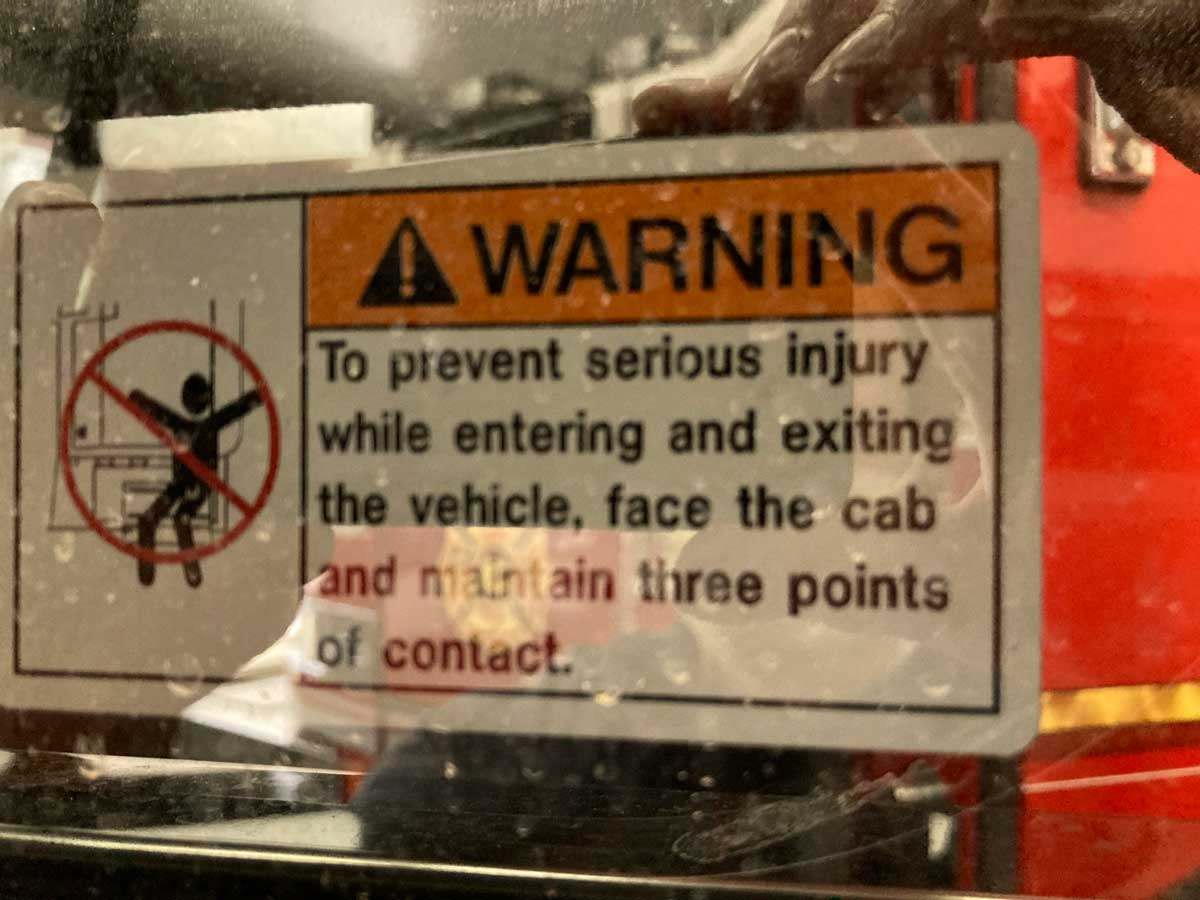 WARNING
To prevent serious injury
while entering and exiting
the vehicle, face the cab
and maintain three points
of contact.